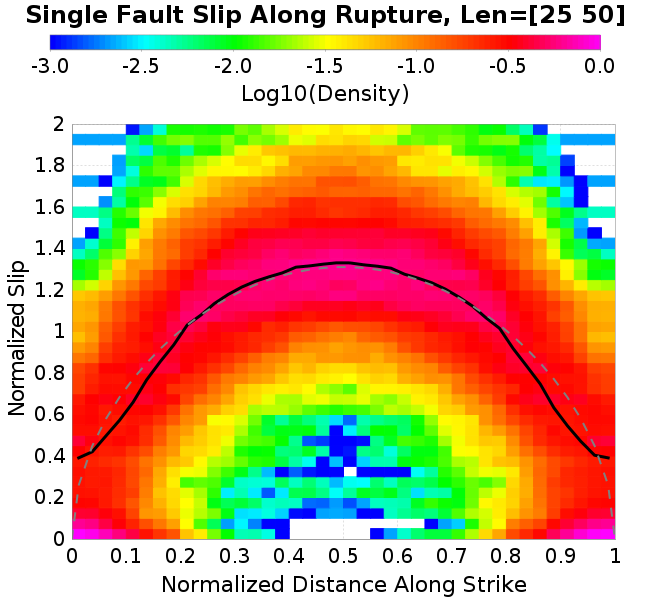 Single Fault Slip Along Rupture, Len=[25 50]
-3.0 -2.5 -2.0 -1.5 -1.0 -0.5 0.0
Log10(Density)
2
1.8
1.6
1.4
1.2
1
0.8
0.6
0.4
0.2
0
Normalized Slip
0 0.1 0.2 0.3 0.4 0.5 0.6 0.7 0.8 0.9 1
Normalized Distance Along Strike